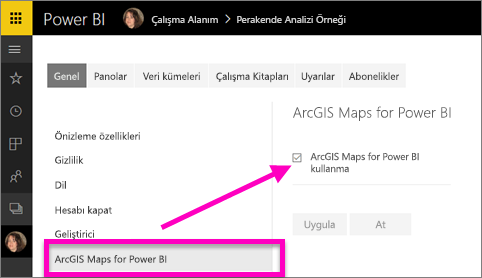 Power BI
Çalışma Alanım > Perakende Analizi Örneği
Genel Panolar Veri kümeleri Çalışma Kitapları Uyarılar Abonelikler
Önizleme özellikleri
Gizlilik
Dil
Hesabı kapat
Geliştirici
ArcGIS Maps for Power BI
ArcGIS Maps for Power BI
ArcGIS Maps for Power BI
kullanma
Uygula At